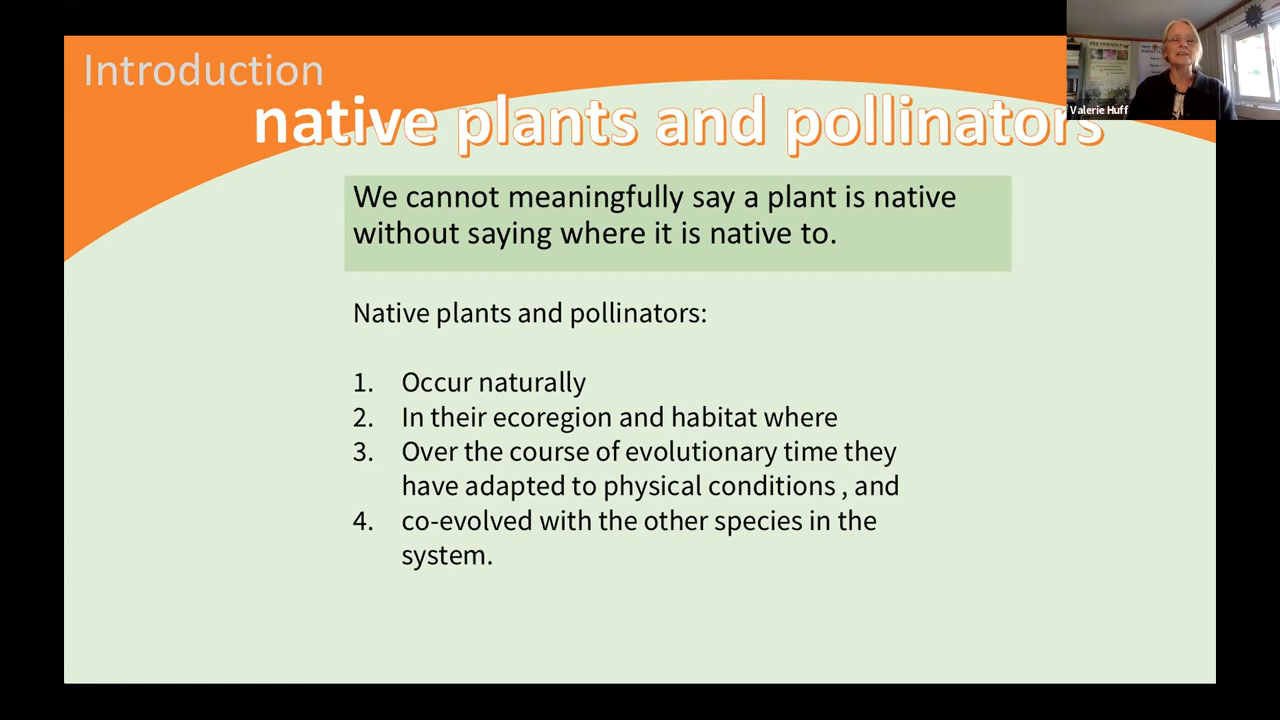 Introduction
native plants and pollinators
We cannot meaningfully say a plant is native
without saying where it is native to.
Native plants and pollinators:
1. Occur naturally
2. In their ecoregion and habitat where
3. Over the course of evolutionary time they
have adapted to physical conditions , and
4. co-evolved with the other species in the
system.
Valerie Huff